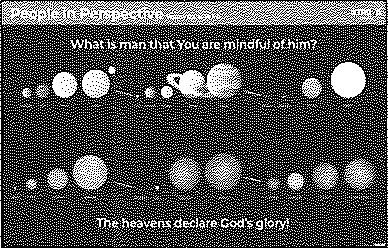 People in Perspective
What is man that You are mindful of him?
The heavens declare God's glory!